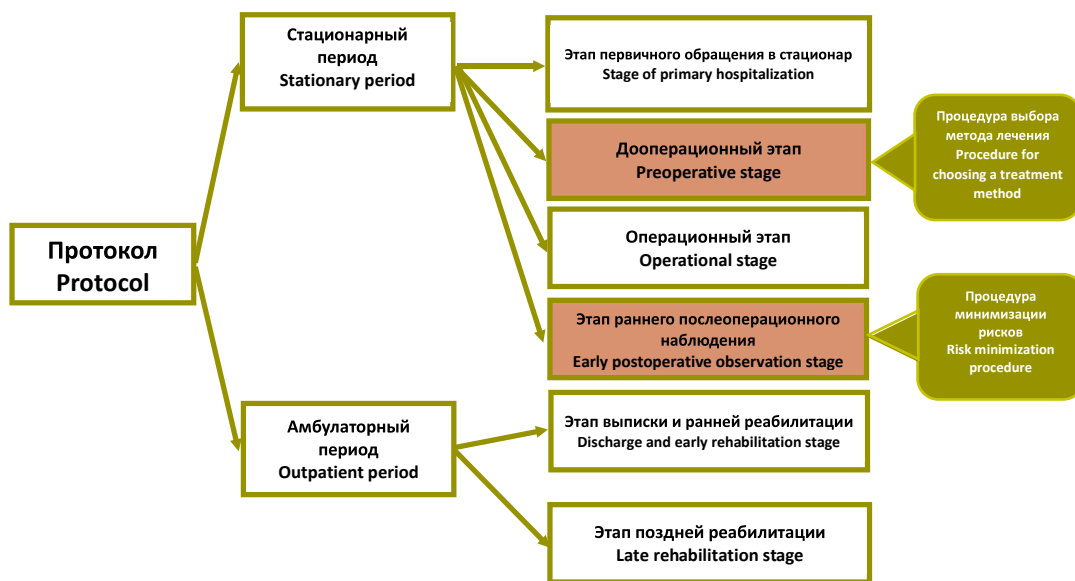 Протокол
Protocol
Стационарный
период
Stationary period
Этап первичного обращения в стационар
Stage of primary hospitalization
Дооперационный этап
Preoperative stage
Процедура выбора
метода лечения
Procedure for
choosing a treatment
method
Операционный этап
Operational stage
Этап раннего послеоперационного
наблюдения
Early postoperative observation stage
Процедура
минимизации
рисков
Risk minimization
procedure
Амбулаторный
период
Outpatient period
Этап выписки и ранней реабилитации
Discharge and early rehabilitation stage
Этап поздней реабилитации
Late rehabilitation stage